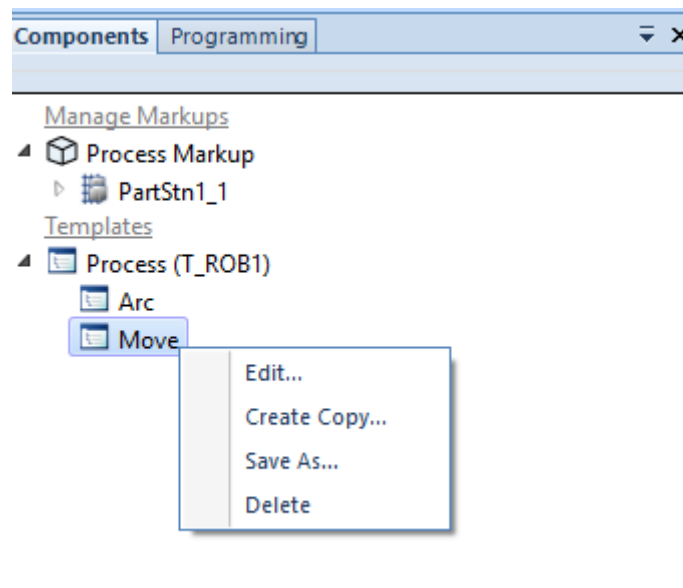 Components Programming
Manage Markups
Process Markup
PartStn1_1
Templates
Process (T_ROB1)
Arc
Move
Edit...
Create Copy...
Save As...
Delete